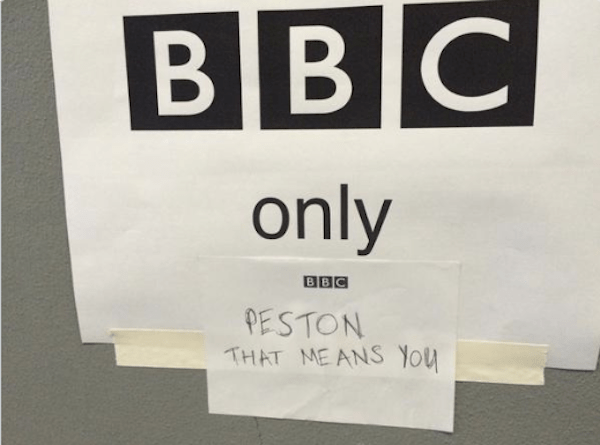 BBC
only
BBC
PESTON
THAT MEANS YOU